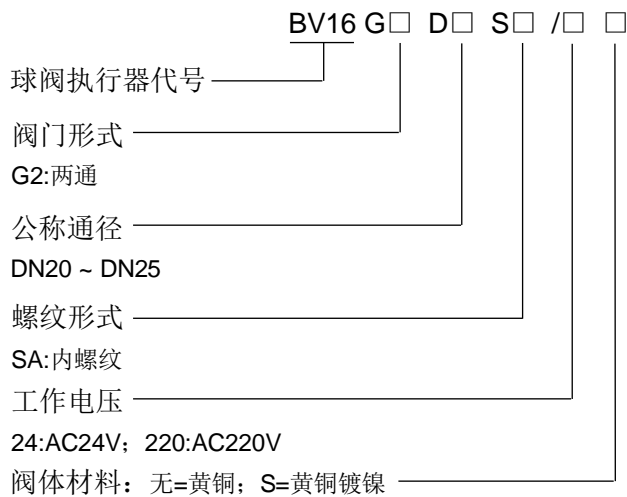 BV16 G□ D□ S□ /□ □
球阀执行器代号
阀门形式
G2:两通
公称通径
DN20 ~ DN25
螺纹形式
SA:内螺纹
工作电压
24:AC24V；220:AC220V
阀体材料：无=黄铜；S=黄铜镀镍